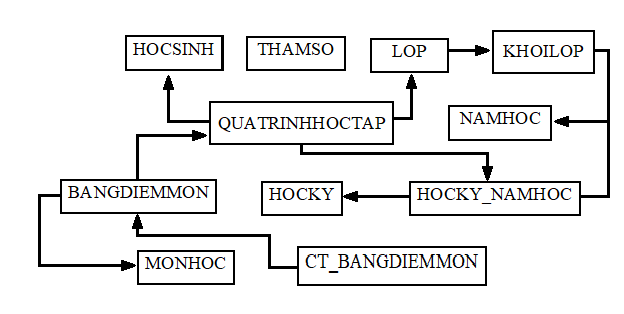 HOCSINH
THAMSO
LOP
KHOILOP
QUATRINHHOCTAP
NAMHOC
BANGDIEMMON
HOCKY
HOCKY_NAMHOC
MONHOC
CT_BANGDIEMMON